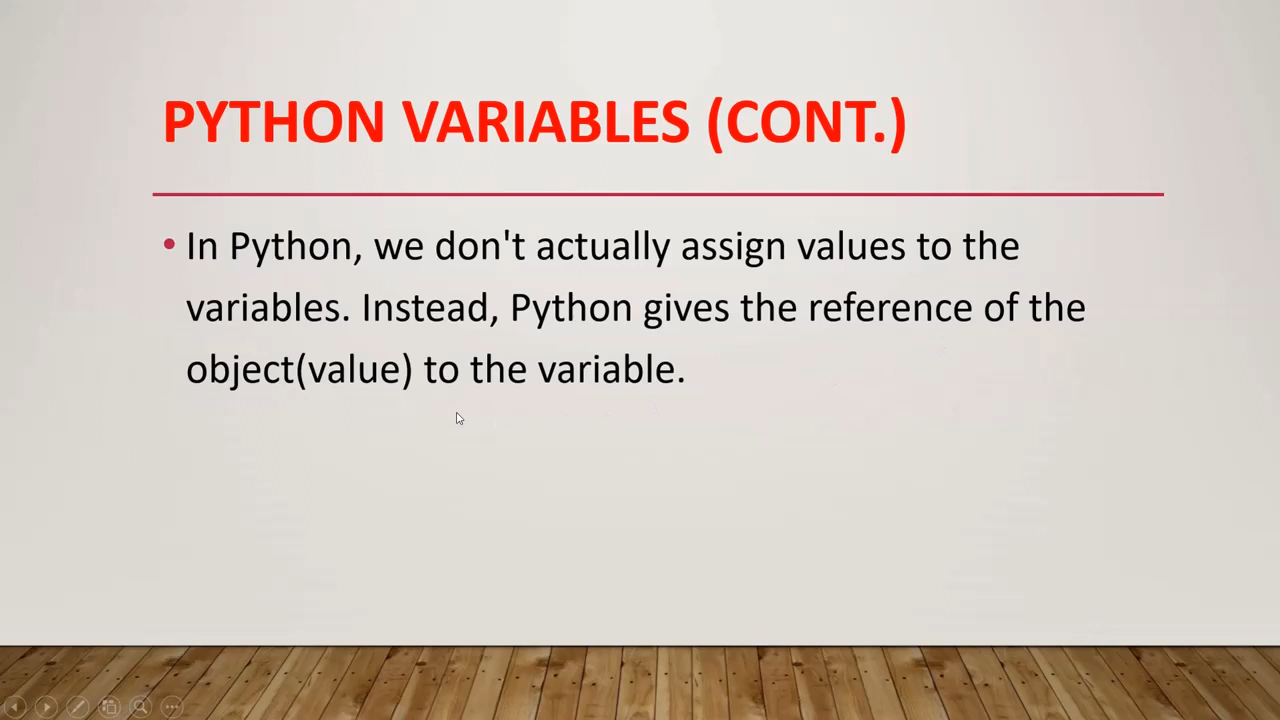 PYTHON VARIABLES (CONT.)
• In Python, we don't actually assign values to the
variables. Instead, Python gives the reference of the
object(value) to the variable.